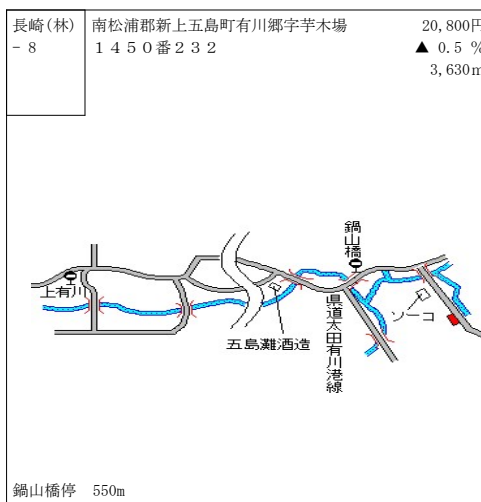 長崎(林)
- 8
南松浦郡新上五島町有川郷字芋木場
１４５０番２３２
20,800円
▲ 0.5 %
3,630㎡
鍋山橋
上有川
五島灘酒造
県道太田有川港線
ソーコ
鍋山橋停 550m